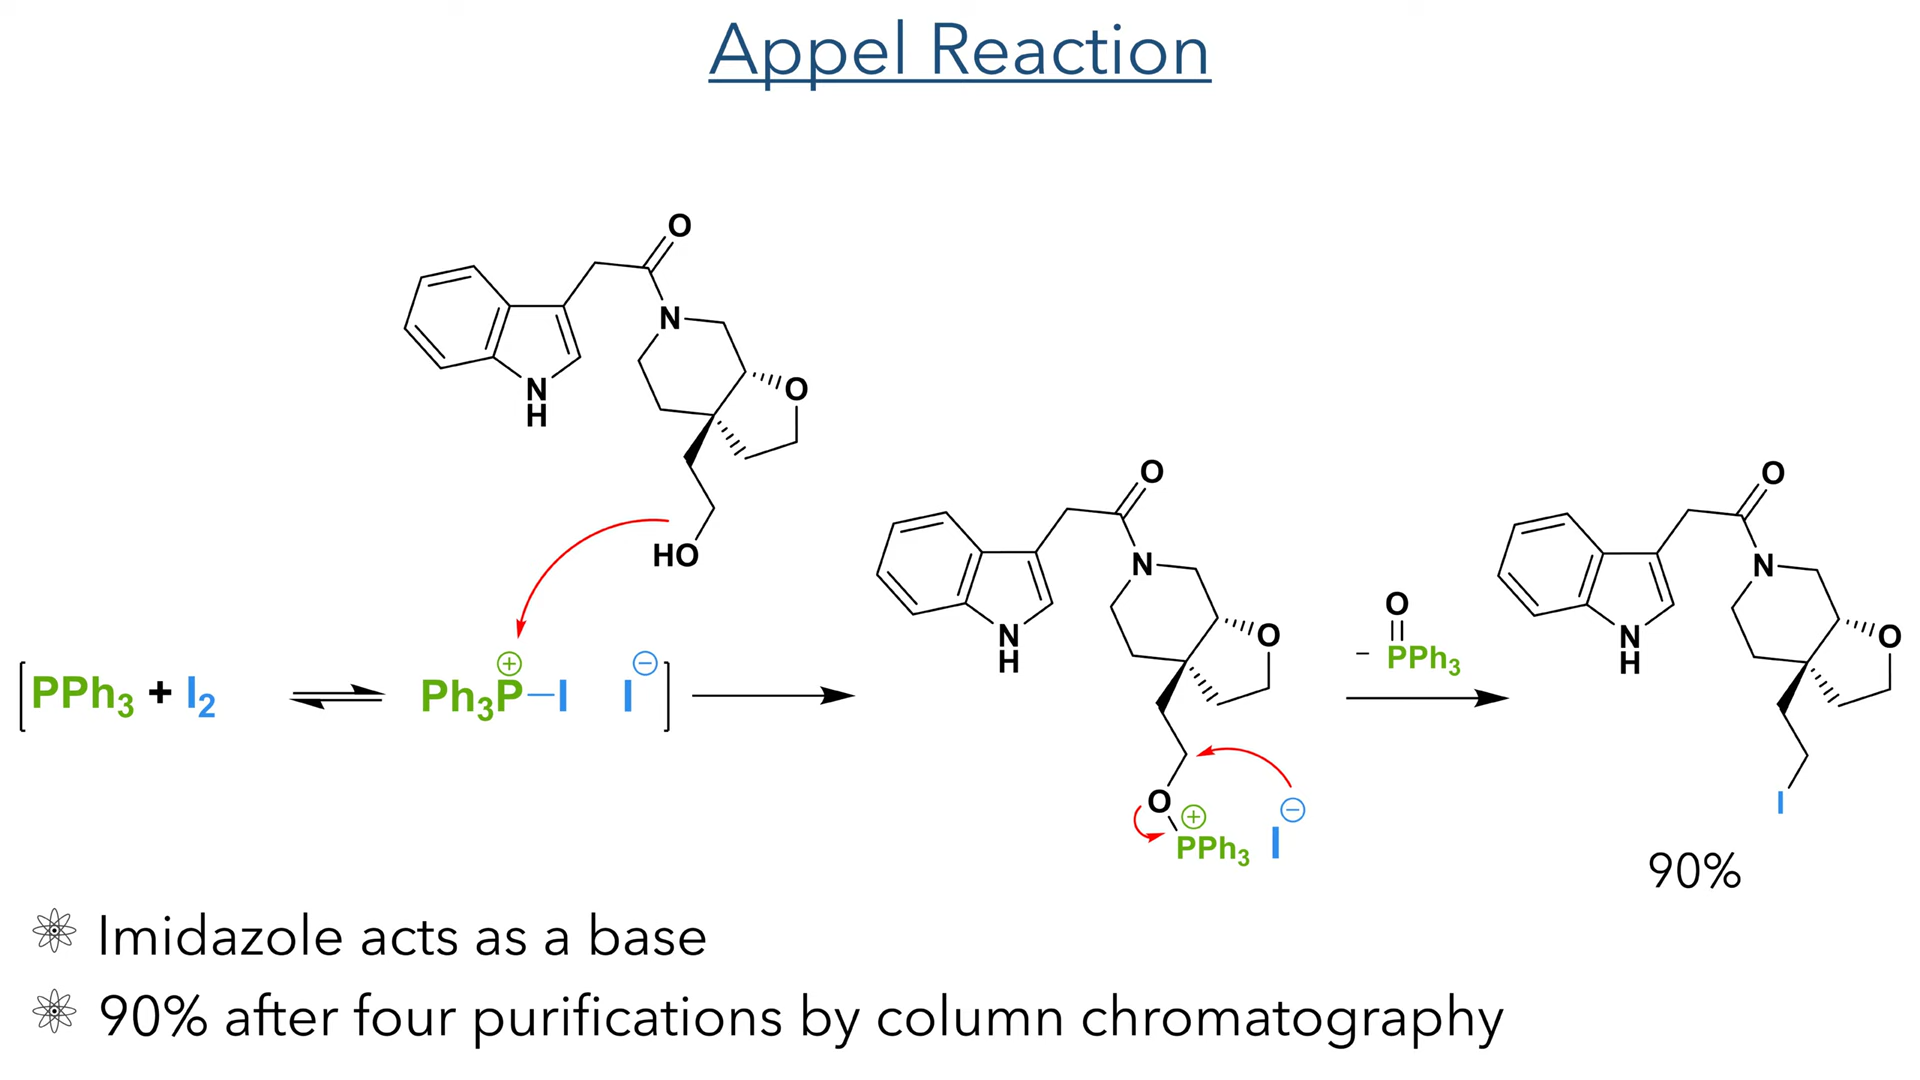 Appel Reaction
O
N
O
N
H
HO
[PPh₃ + I₂
Ph₃P⊕–I I⊖]
O
N
O
N
H
O
⊕
PPh₃ I⊖
O
– PPh₃
O
N
O
N
H
I
90%
Imidazole acts as a base
90% after four purifications by column chromatography